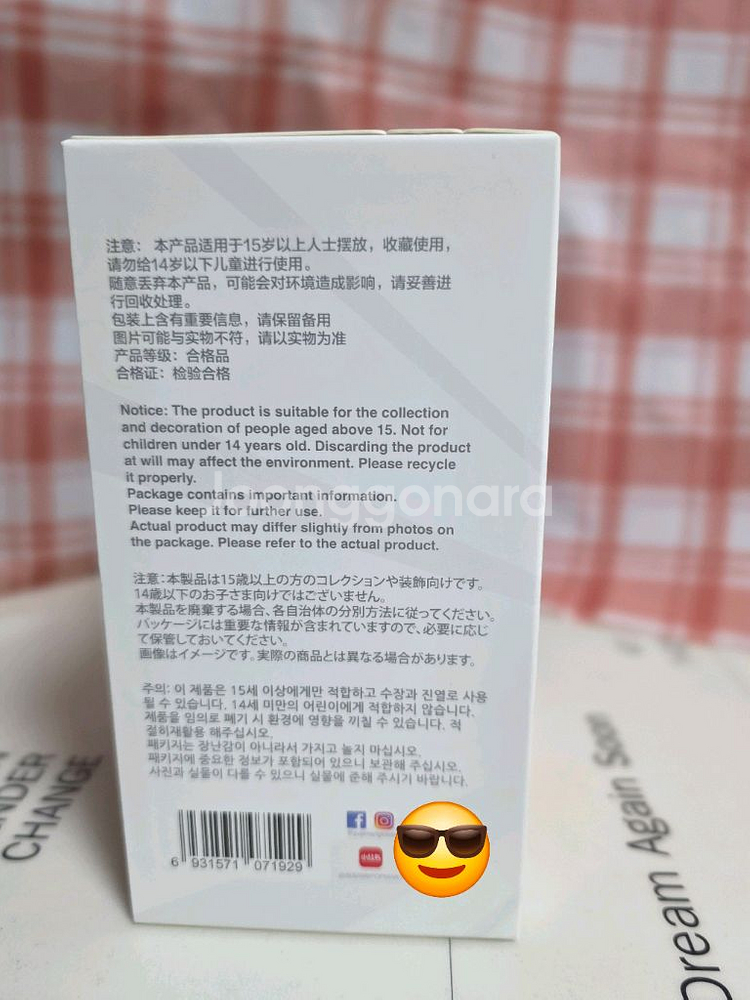 注意：本产品适用于15岁以上人士摆放，收藏使用，
请勿给14岁以下儿童进行使用。
随意丢弃本产品，可能会对环境造成影响，请妥善进
行回收处理。
包装上含有重要信息，请保留备用
图片可能与实物不符，请以实物为准
产品等级：合格品
合格证：检验合格
Notice: The product is suitable for the collection
and decoration of people aged above 15. Not for
children under 14 years old. Discarding the product
at will may affect the environment. Please recycle
it properly.
Package contains important information.
Please keep it for further use.
Actual product may differ slightly from photos on
the package. Please refer to the actual product.
joonggonara
注意：本製品は15歳以上の方のコレクションや装飾向けです。
14歳以下のお子さま向けではございません。
本製品を廃棄する場合、各自治体の分別方法に従ってください。
パッケージには重要な情報が含まれていますので、必要に応じ
て保管しておいてください。
画像はイメージです。実際の商品とは異なる場合があります。
주의: 이 제품은 15세 이상에게만 적합하고 수장과 진열로 사용
될 수 있습니다. 14세 미만의 어린이에게 적합하지 않습니다.
제품을 임의로 폐기 시 환경에 영향을 끼칠 수 있습니다. 적
절히재활용 해주십시오.
패키지는 장난감이 아니라서 가지고 놀지 마십시오.
패키지에 중요한 정보가 포함되어 있으니 보관해 주십시오.
사진과 실물이 다를 수 있으니 실물에 준해 주시기 바랍니다.
6 931571 071929
小红书
NDER
CHANGE
Dream Again Soon